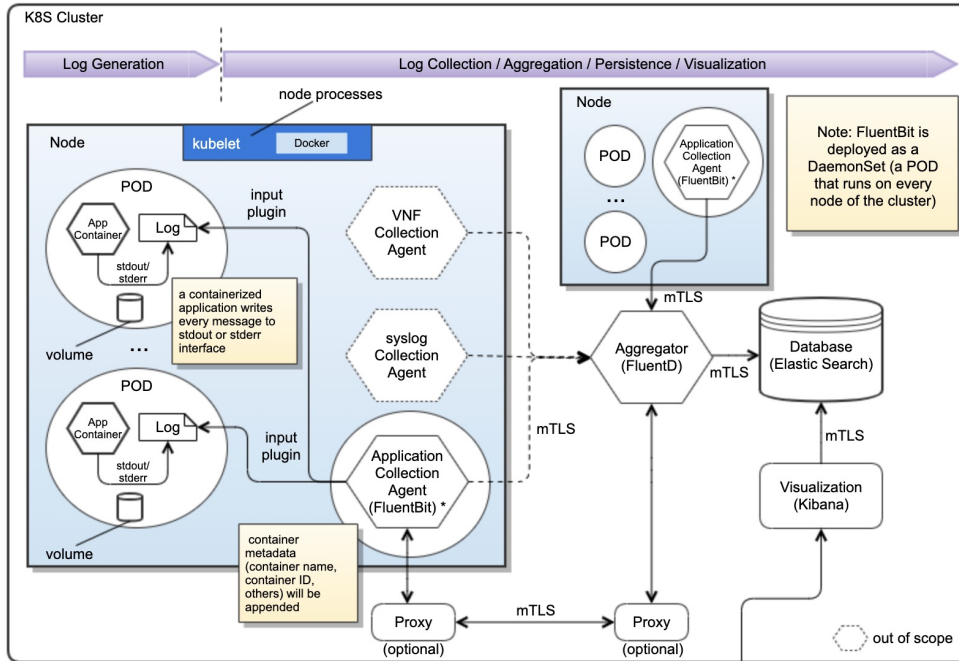 K8S Cluster
Log Generation
Log Collection / Aggregation / Persistence / Visualization
node processes
Node
kubelet
Docker
POD
App
Container
Log
stdout/
stderr
volume
...
input
plugin
a containerized
application writes
every message to
stdout or stderr
interface
POD
App
Container
Log
stdout/
stderr
volume
input
plugin
VNF
Collection
Agent
syslog
Collection
Agent
Application
Collection
Agent
(FluentBit) *
container
metadata
(container name,
container ID,
others) will be
appended
mTLS
Node
POD
...
POD
Application
Collection
Agent
(FluentBit) *
mTLS
Note: FluentBit is
deployed as a
DaemonSet (a POD
that runs on every
node of the cluster)
Aggregator
(FluentD)
mTLS
Database
(Elastic Search)
mTLS
Visualization
(Kibana)
Proxy
(optional)
mTLS
Proxy
(optional)
out of scope